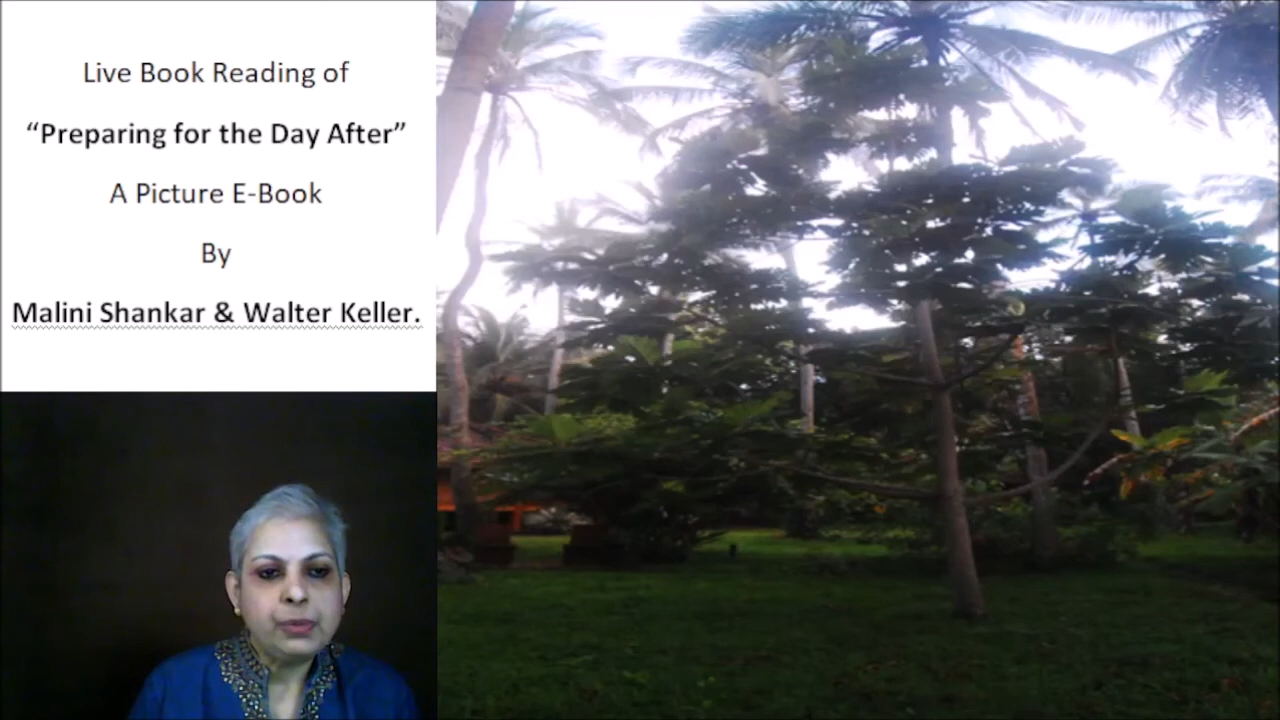 Live Book Reading of
“Preparing for the Day After”
A Picture E-Book
By
Malini Shankar & Walter Keller.